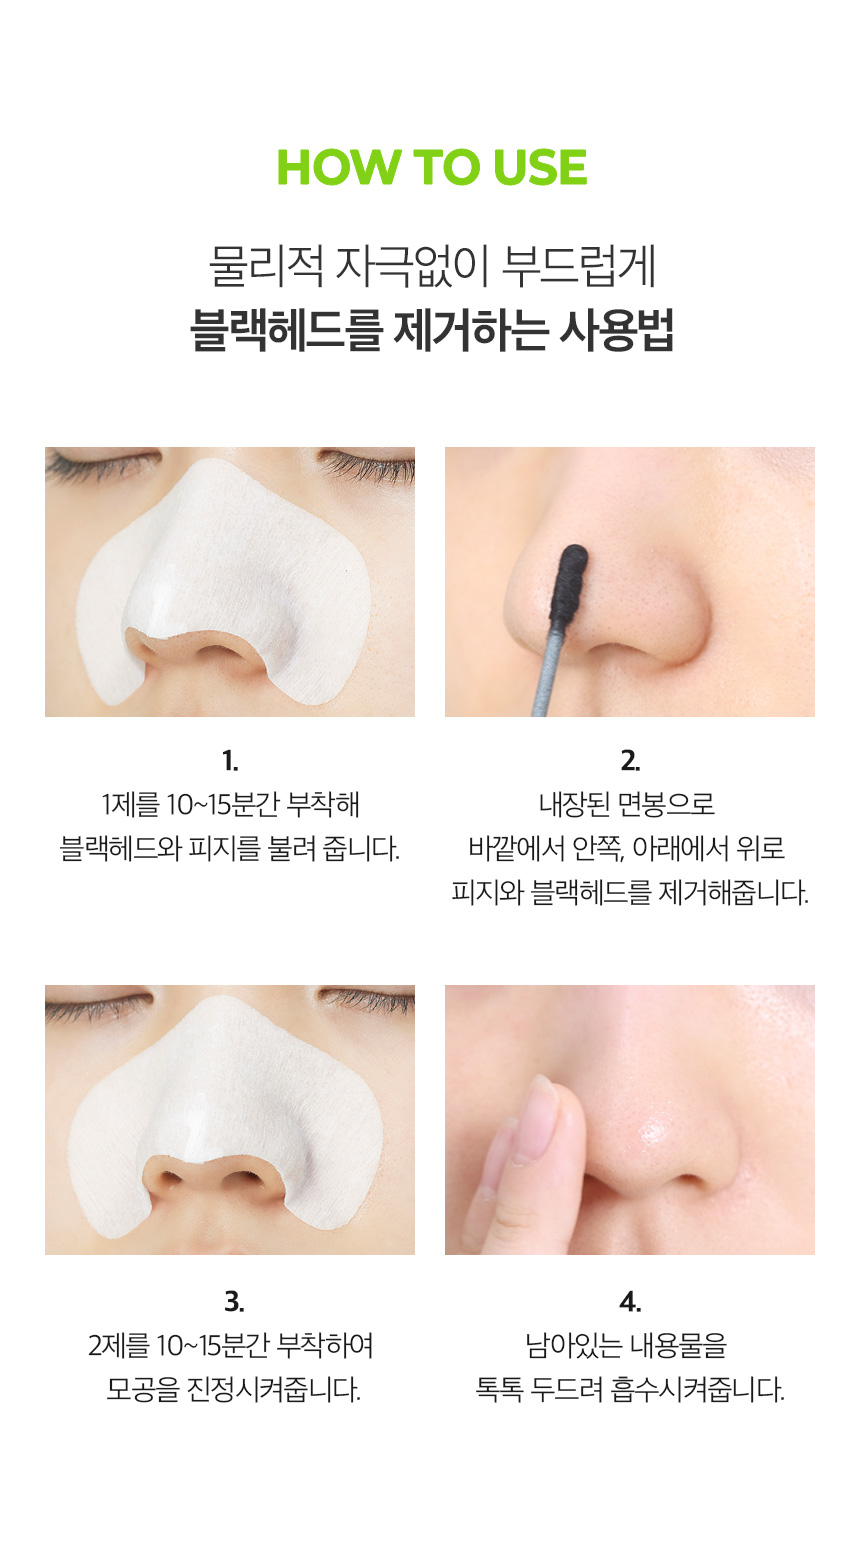 HOW TO USE
물리적 자극없이 부드럽게
블랙헤드를 제거하는 사용법
1.
1제를 10~15분간 부착해
블랙헤드와 피지를 불려 줍니다.
2.
내장된 면봉으로
바깥에서 안쪽, 아래에서 위로
피지와 블랙헤드를 제거해줍니다.
3.
2제를 10~15분간 부착하여
모공을 진정시켜줍니다.
4.
남아있는 내용물을
톡톡 두드려 흡수시켜줍니다.